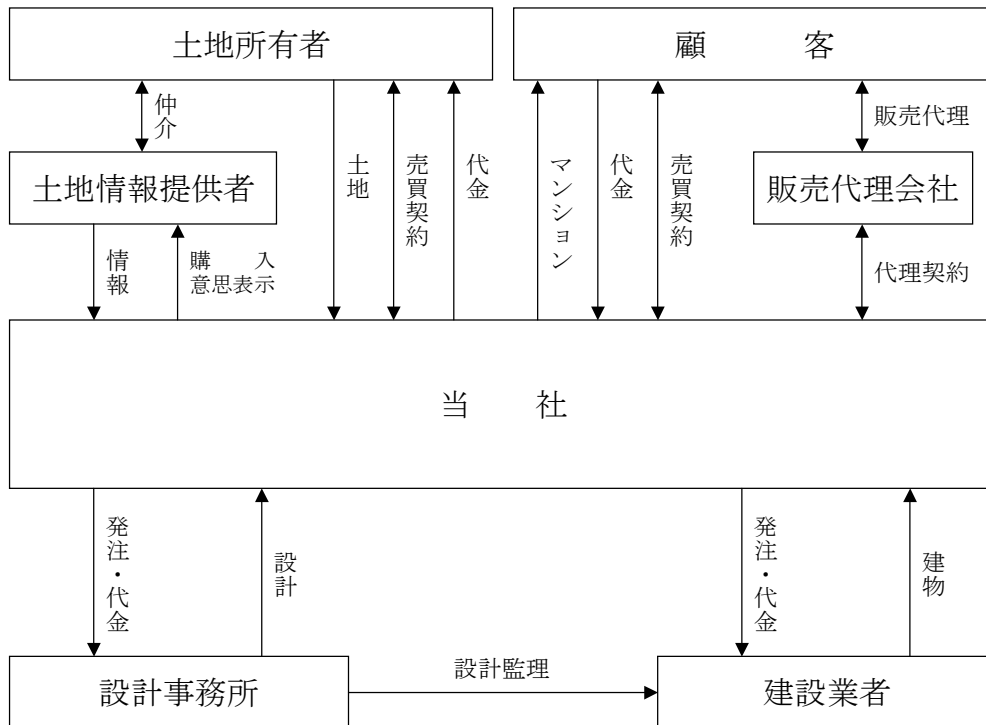 土地所有者
顧 客
仲介
販売代理
土地情報提供者
販売代理会社
土地
売買契約
代金
マンション
代金
売買契約
情報
購 入
意思表示
代理契約
当 社
発注・代金
設計
発注・代金
建物
設計事務所
設計監理
建設業者